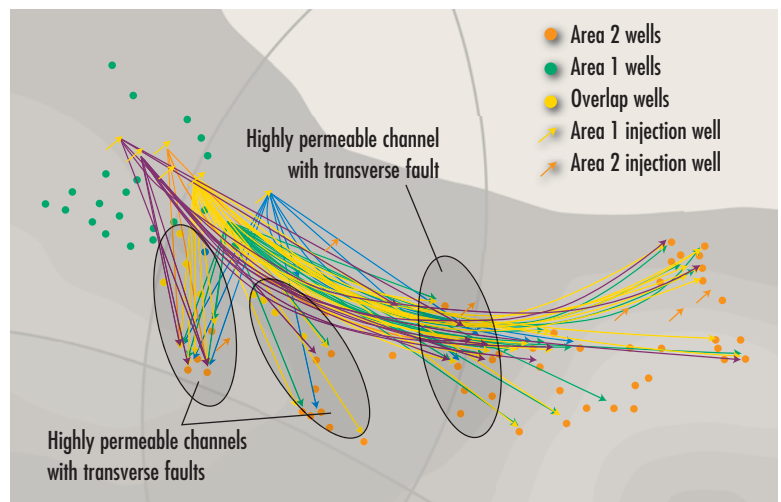 Area 2 wells
Area 1 wells
Overlap wells
Area 1 injection well
Area 2 injection well
Highly permeable channel
with transverse fault
Highly permeable channels
with transverse faults